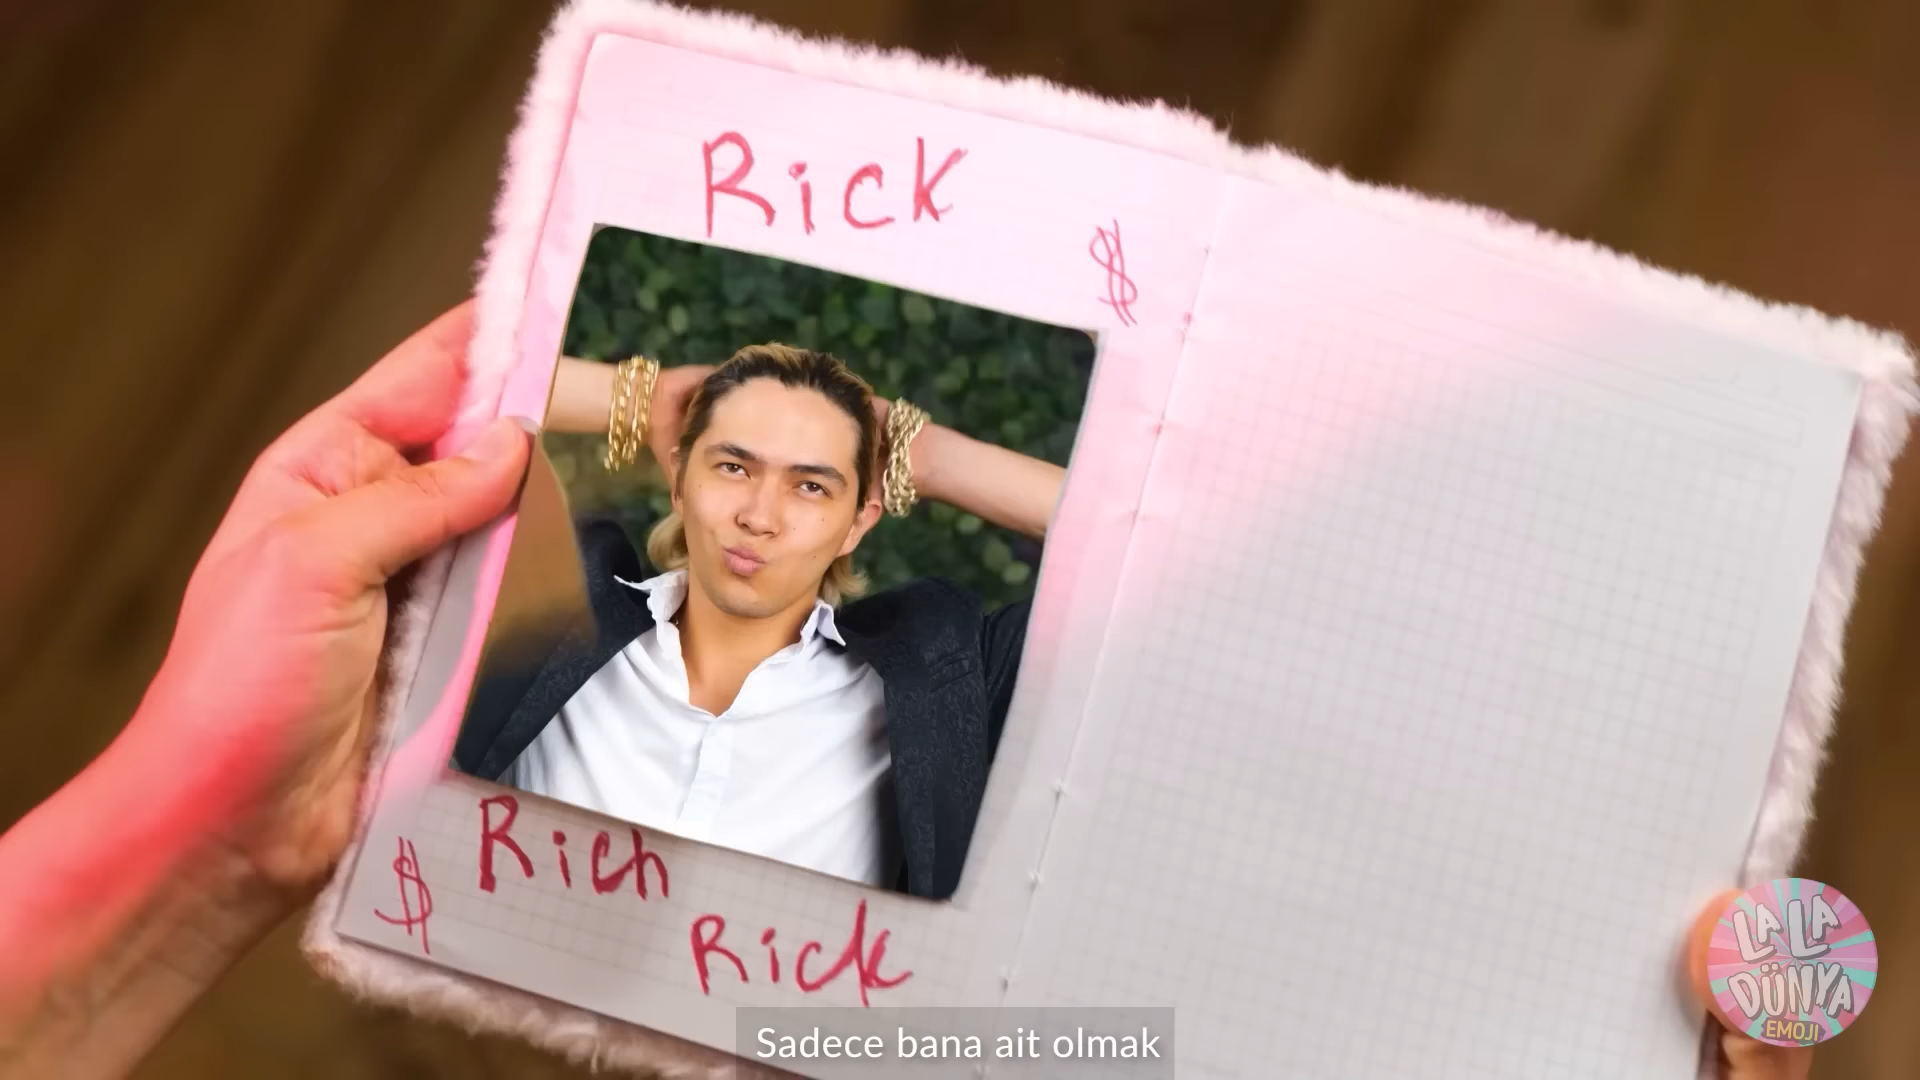 Rick
$
Rich
$
Rick
LA LA
DÜNYA
EMOJI
Sadece bana ait olmak